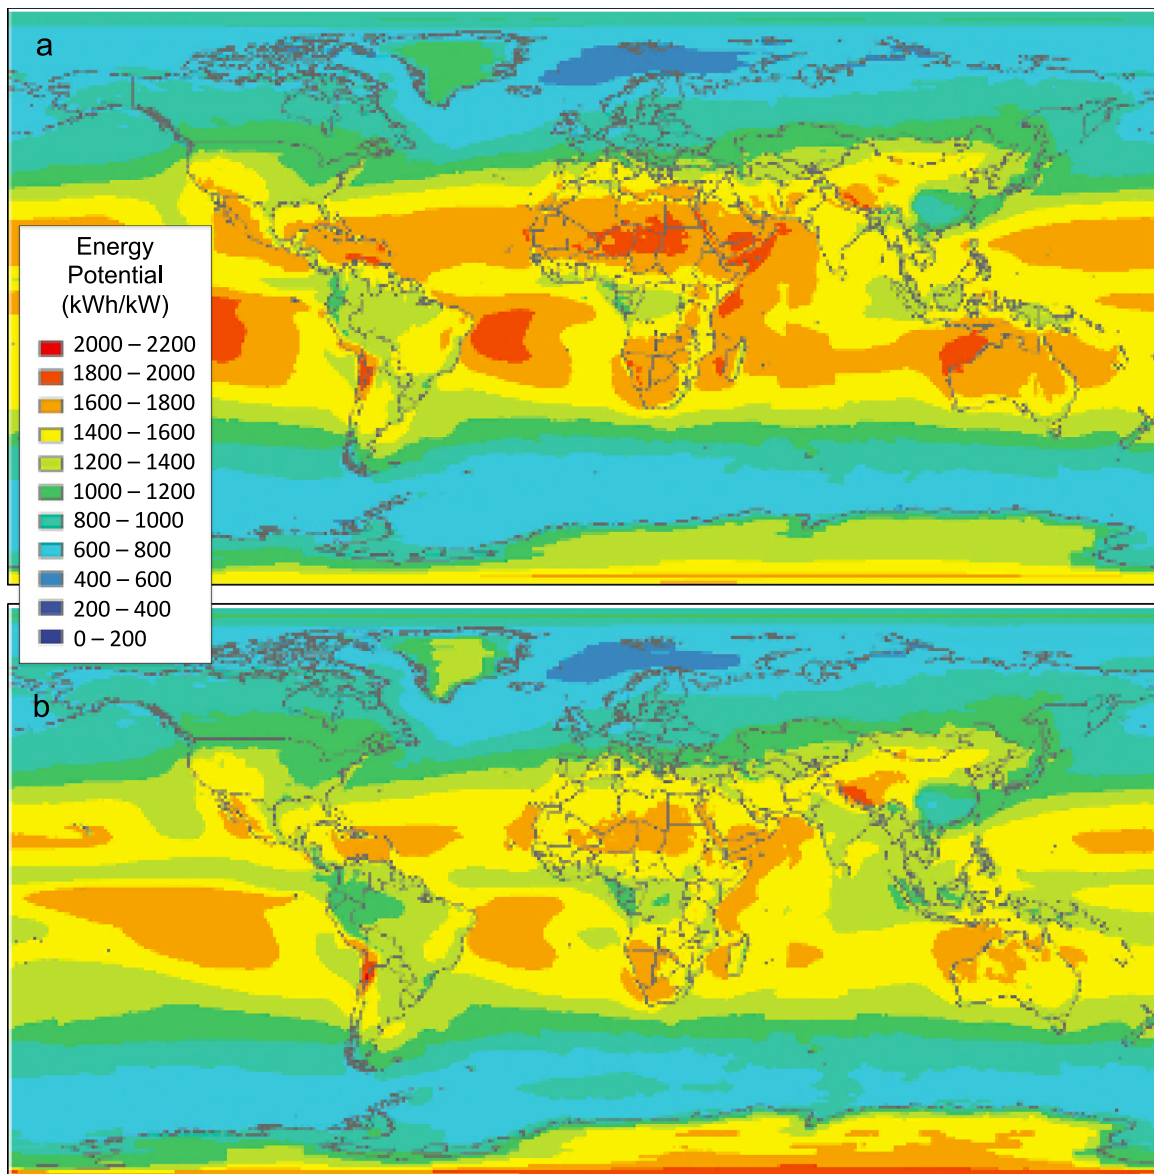 a
Energy
Potential
(kWh/kW)
2000 – 2200
1800 – 2000
1600 – 1800
1400 – 1600
1200 – 1400
1000 – 1200
800 – 1000
600 – 800
400 – 600
200 – 400
0 – 200
b